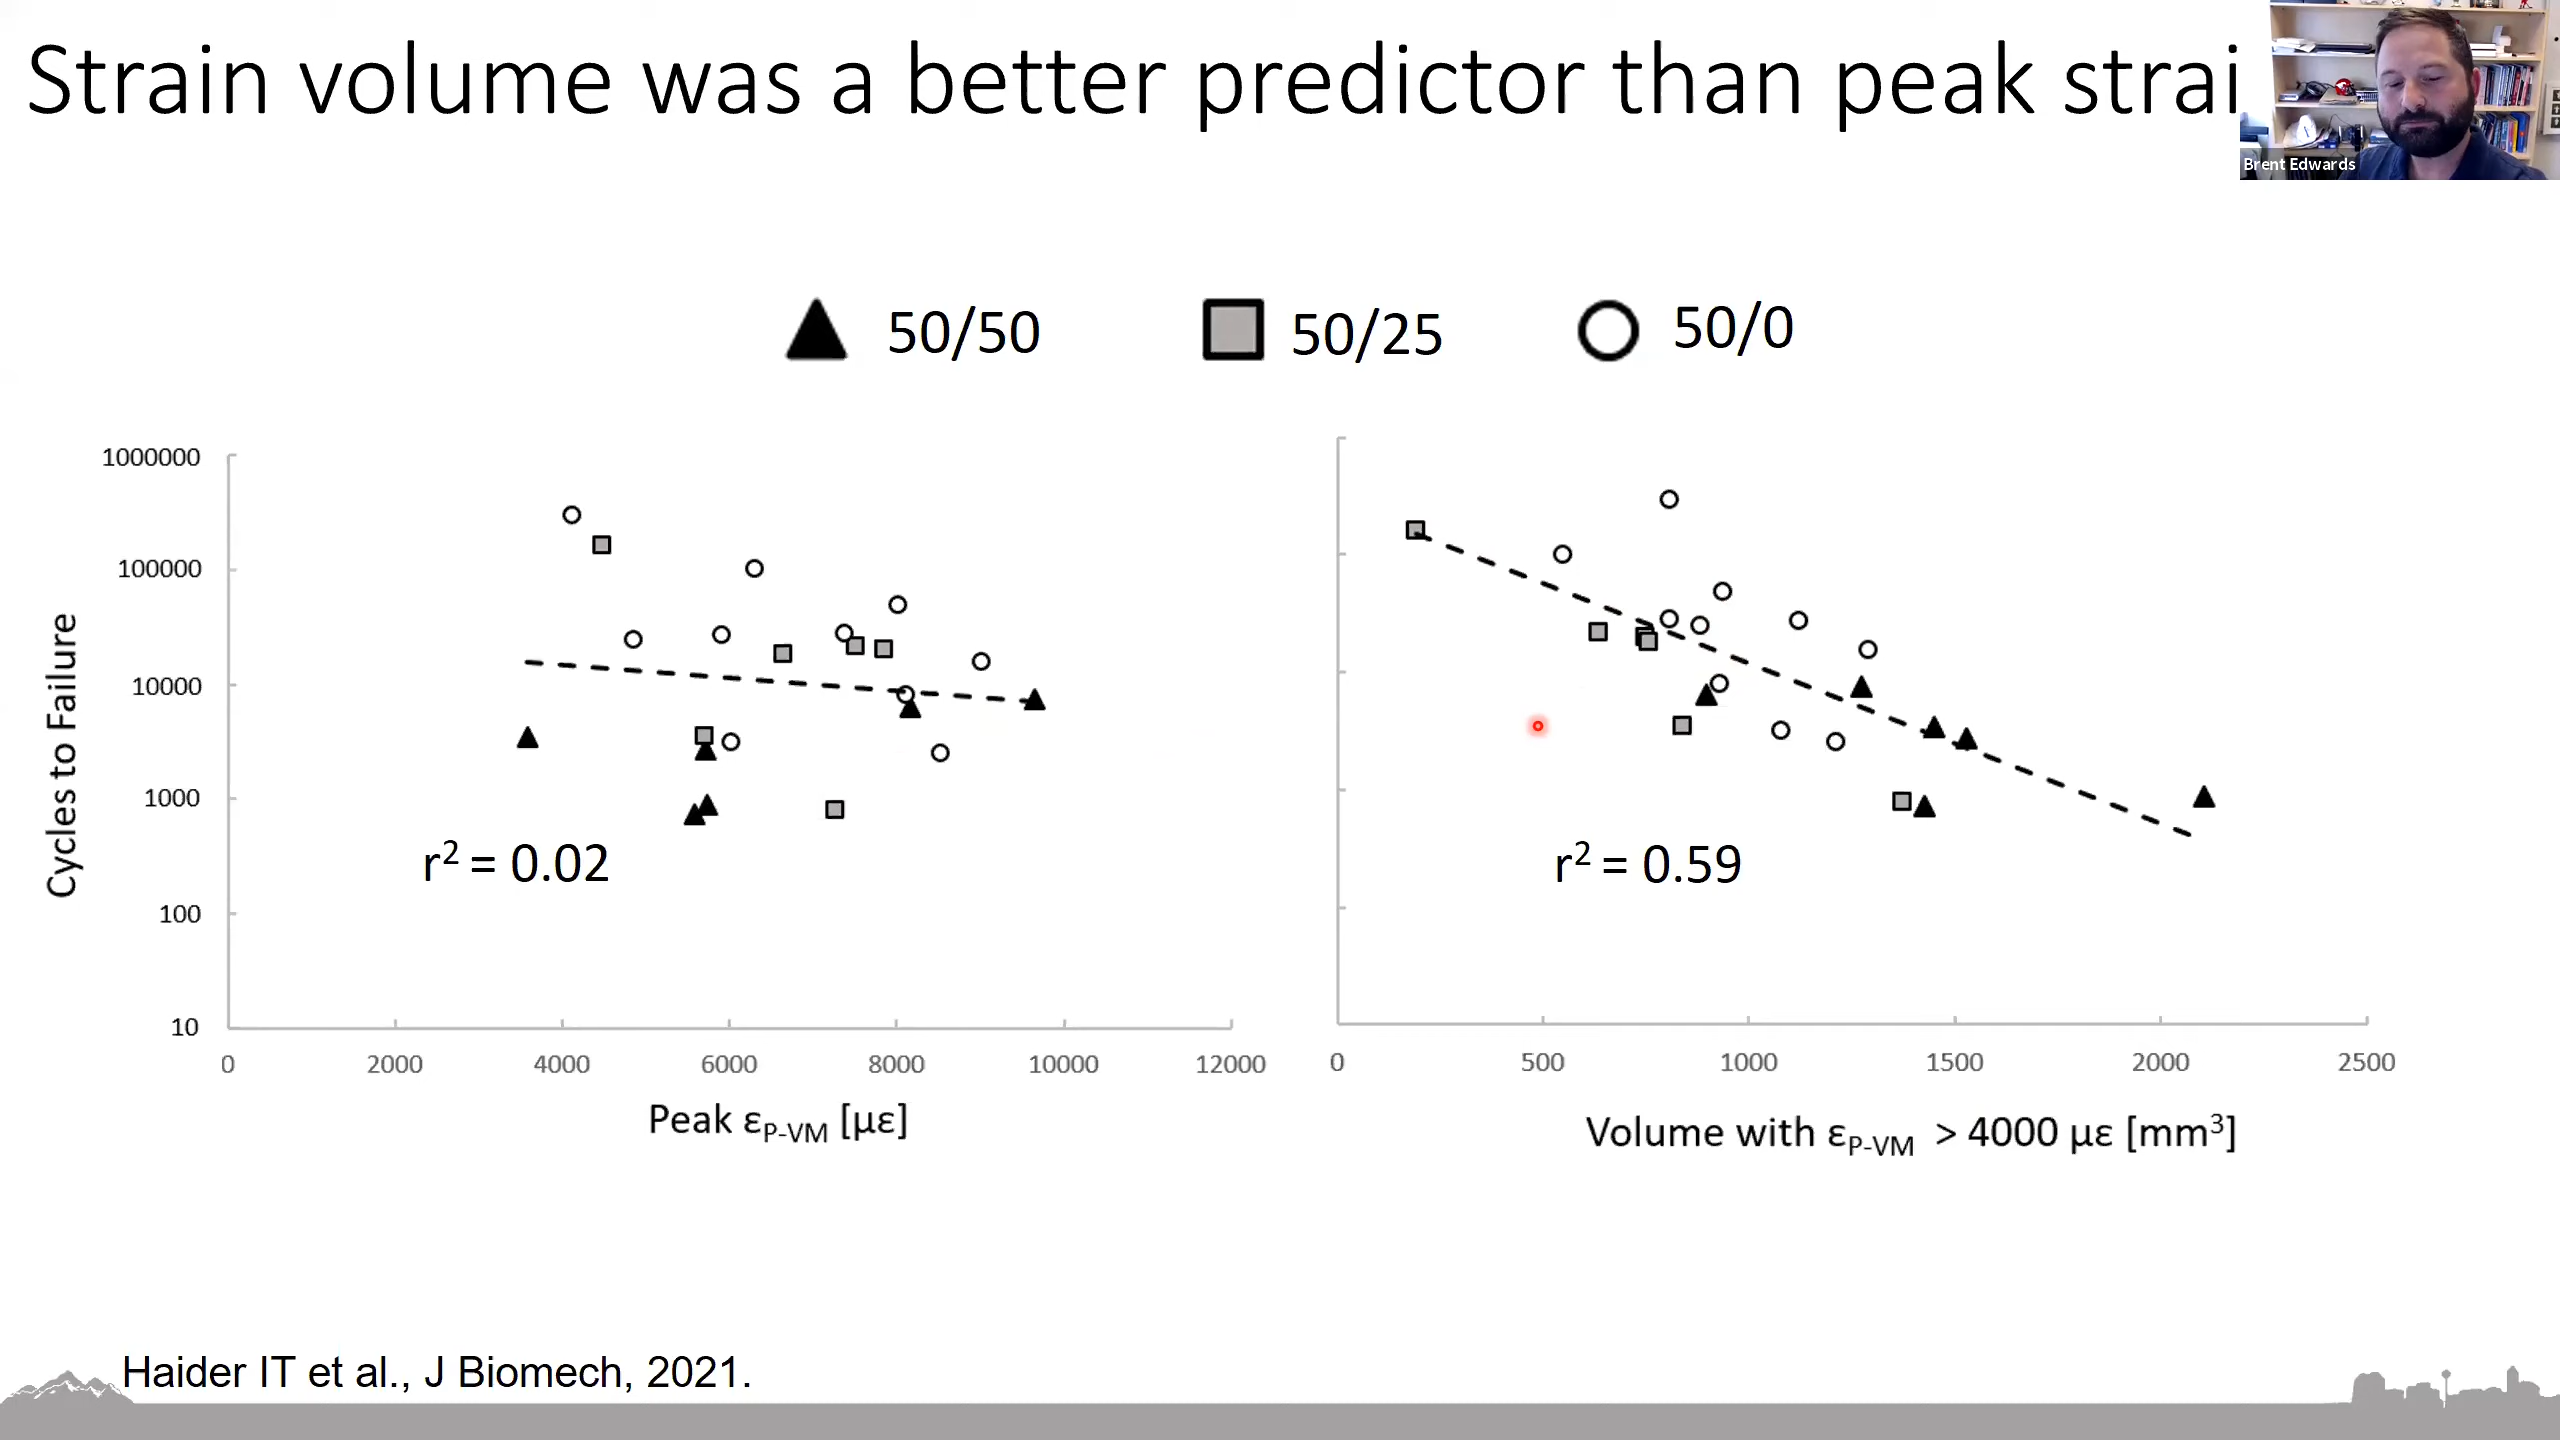 Strain volume was a better predictor than peak strai
Brent Edwards
50/50 50/25 50/0
1000000
100000
10000
1000
100
10
Cycles to Failure
r² = 0.02
0 2000 4000 6000 8000 10000 12000
Peak εP-VM [με]
r² = 0.59
0 500 1000 1500 2000 2500
Volume with εP-VM > 4000 με [mm³]
Haider IT et al., J Biomech, 2021.